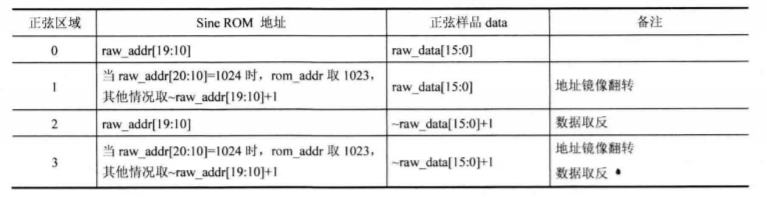 正弦区域 Sine ROM 地址 正弦样品 data 备注
0 raw_addr[19:10] raw_data[15:0]
1 当 raw_addr[20:10]=1024 时，rom_addr 取 1023，
其他情况取~raw_addr[19:10]+1 raw_data[15:0] 地址镜像翻转
2 raw_addr[19:10] ~raw_data[15:0]+1 数据取反
3 当 raw_addr[20:10]=1024 时，rom_addr 取 1023，
其他情况取~raw_addr[19:10]+1 ~raw_data[15:0]+1 地址镜像翻转
数据取反